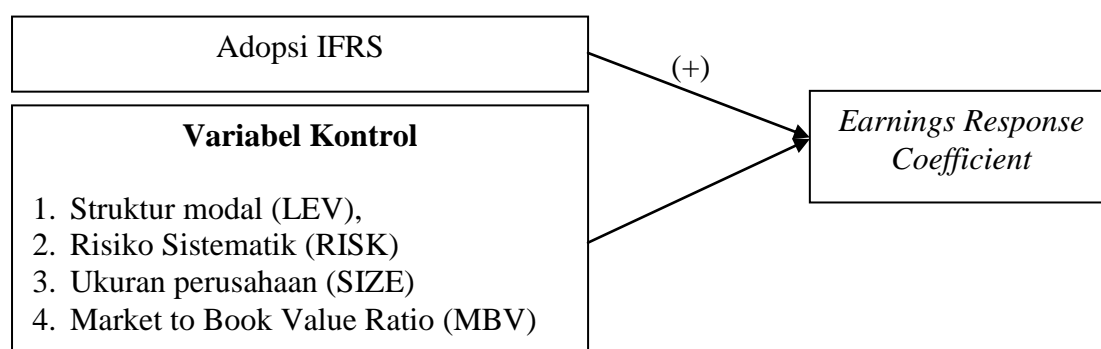 Adopsi IFRS
(+)
Variabel Kontrol
1. Struktur modal (LEV),
2. Risiko Sistematik (RISK)
3. Ukuran perusahaan (SIZE)
4. Market to Book Value Ratio (MBV)
Earnings Response
Coefficient